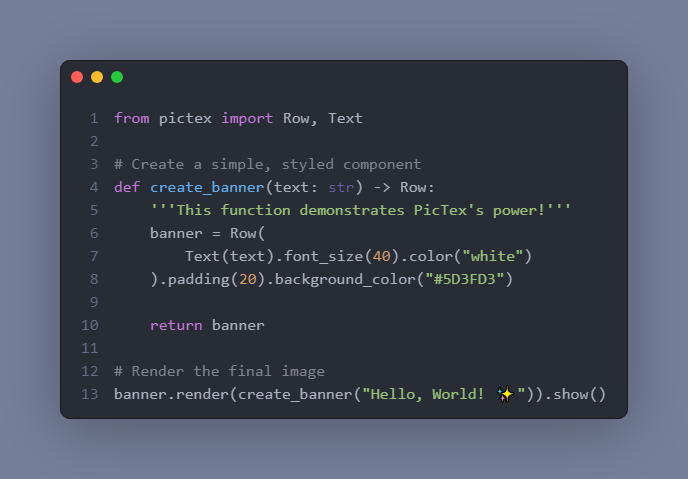 1 from pictex import Row, Text
2
3 # Create a simple, styled component
4 def create_banner(text: str) -> Row:
5     '''This function demonstrates PicTex's power!'''
6     banner = Row(
7         Text(text).font_size(40).color("white")
8     ).padding(20).background_color("#5D3FD3")
9
10     return banner
11
12 # Render the final image
13 banner.render(create_banner("Hello, World! ✨")).show()